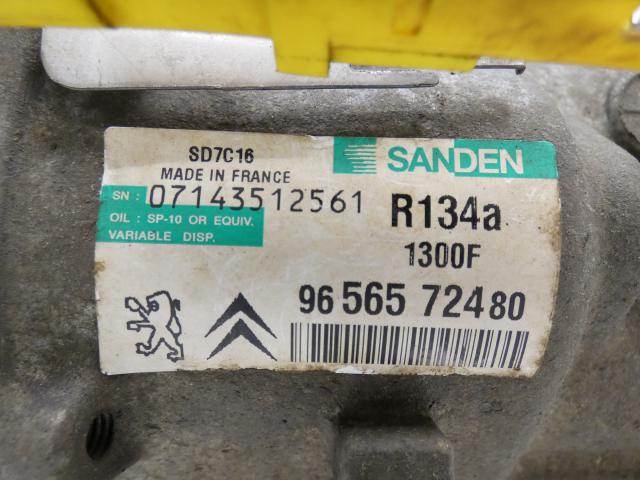 SD7C16
MADE IN FRANCE
SN : 07143512561
OIL : SP-10 OR EQUIV.
VARIABLE DISP.
SANDEN
R134a
1300F
96 565 724 80